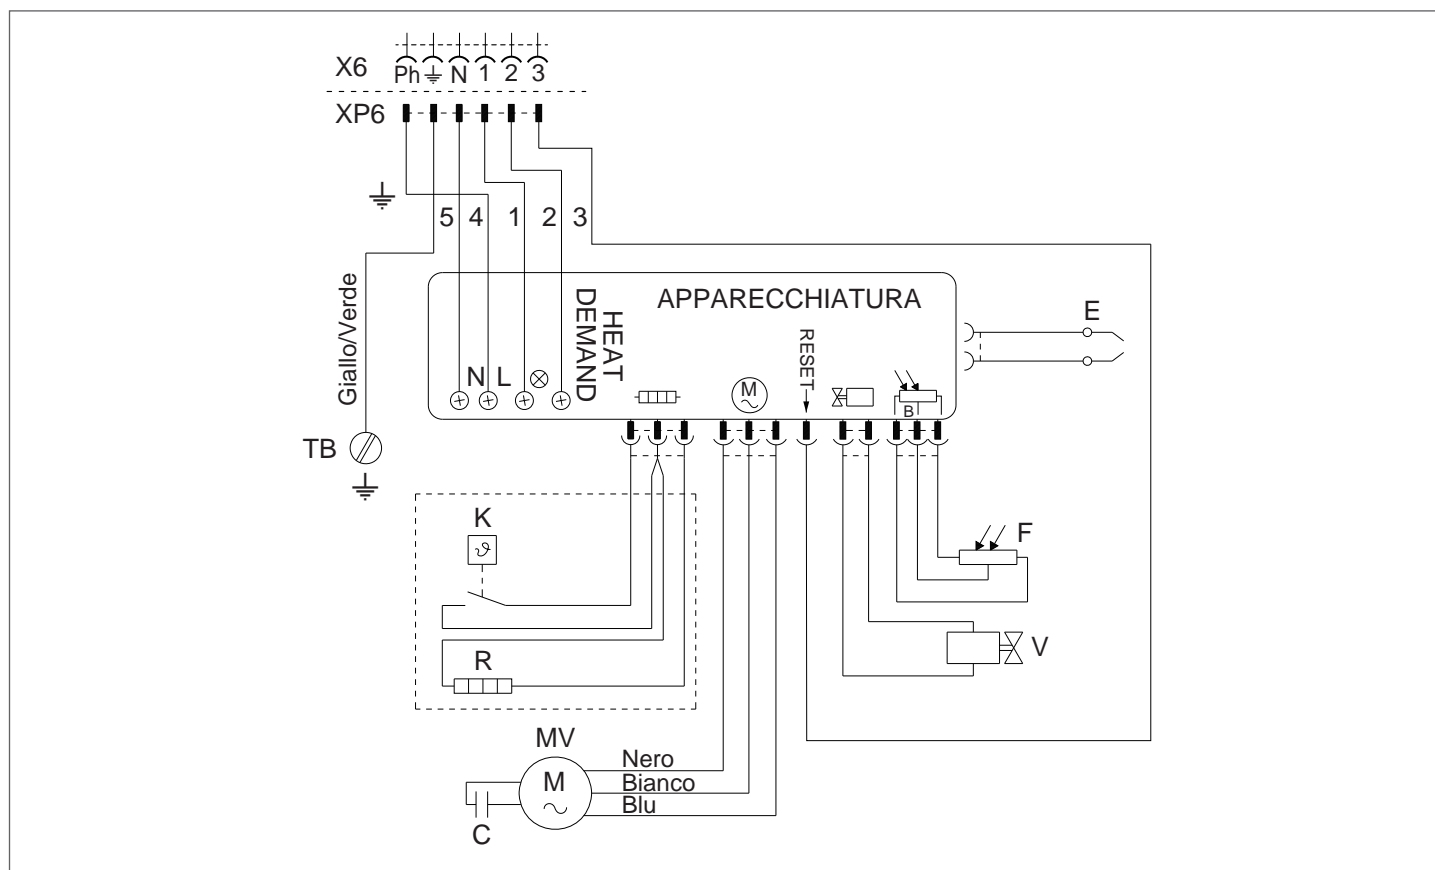 X6 Ph N 1 2 3
XP6
5 4 1 2 3
Giallo/Verde
APPARECCHIATURA
HEAT
DEMAND
RESET
E
N L
M
B
TB
K
F
R
V
MV
Nero
M
Bianco
Blu
C